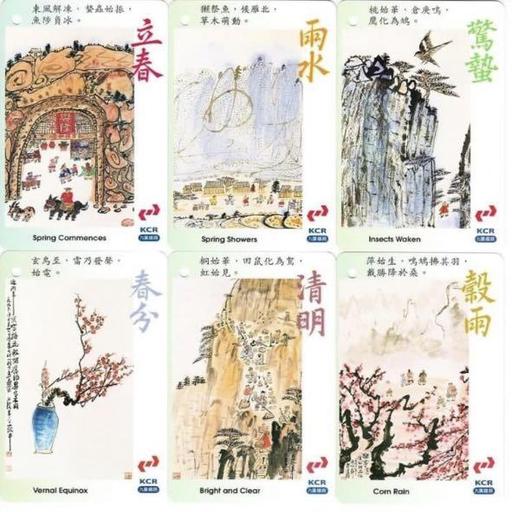 東風解凍，蟄蟲始振，
魚陟負冰。
立春
Spring Commences
KCR
九廣鐵路
獺祭魚，候雁北，
草木萌動。
雨水
Spring Showers
KCR
九廣鐵路
桃始華，倉庚鳴，
鷹化為鳩。
驚蟄
Insects Waken
KCR
九廣鐵路
玄鳥至，雷乃發聲，
始電。
春分
Vernal Equinox
KCR
九廣鐵路
桐始華，田鼠化為鴽，
虹始見。
清明
Bright and Clear
KCR
九廣鐵路
萍始生，鳴鳩拂其羽，
戴勝降於桑。
穀雨
Corn Rain
KCR
九廣鐵路